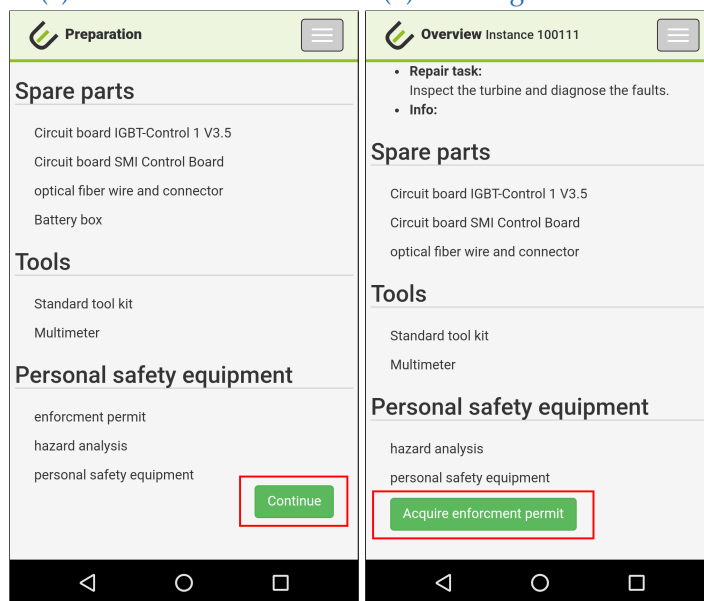 Preparation
Spare parts
Circuit board IGBT-Control 1 V3.5
Circuit board SMI Control Board
optical fiber wire and connector
Battery box
Tools
Standard tool kit
Multimeter
Personal safety equipment
enforcment permit
hazard analysis
personal safety equipment
Continue
Overview Instance 100111
• Repair task:
Inspect the turbine and diagnose the faults.
• Info:
Spare parts
Circuit board IGBT-Control 1 V3.5
Circuit board SMI Control Board
optical fiber wire and connector
Tools
Standard tool kit
Multimeter
Personal safety equipment
hazard analysis
personal safety equipment
Acquire enforcment permit